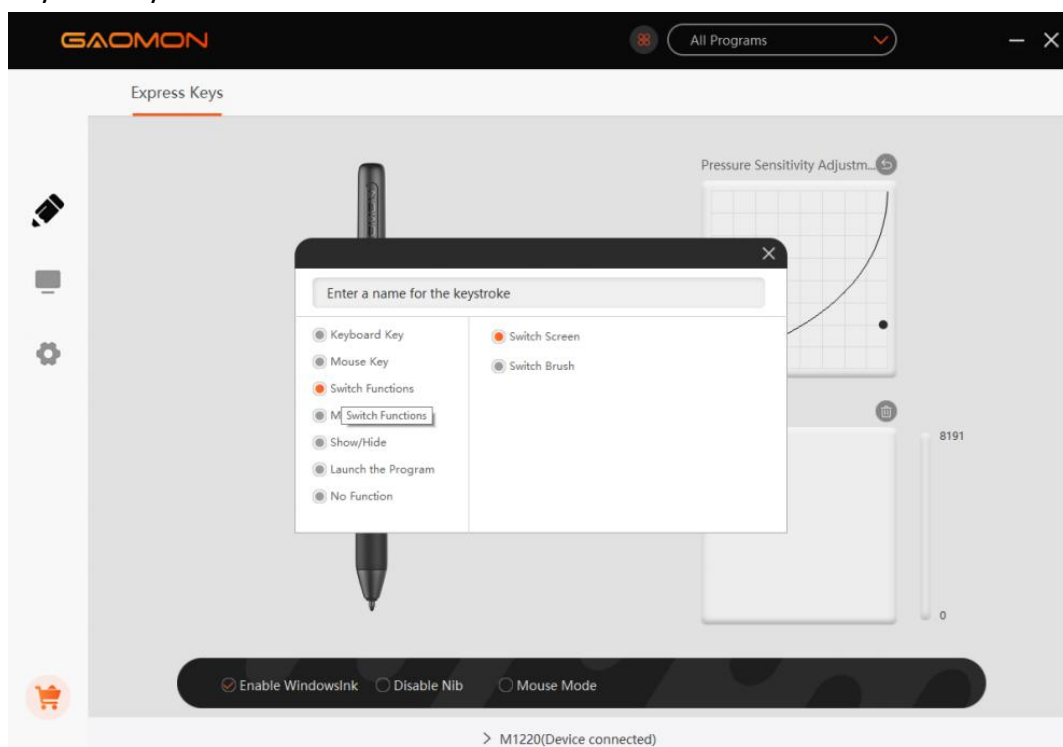 GAOMON
All Programs
Express Keys
Pressure Sensitivity Adjustm...
Enter a name for the keystroke
Keyboard Key
Switch Screen
Mouse Key
Switch Brush
Switch Functions
M
Switch Functions
Show/Hide
Launch the Program
No Function
8191
0
Enable WindowsInk
Disable Nib
Mouse Mode
M1220(Device connected)